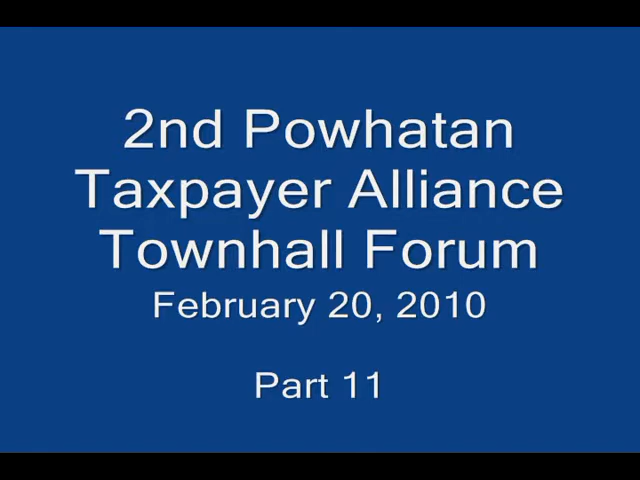 2nd Powhatan
Taxpayer Alliance
Townhall Forum
February 20, 2010
Part 11